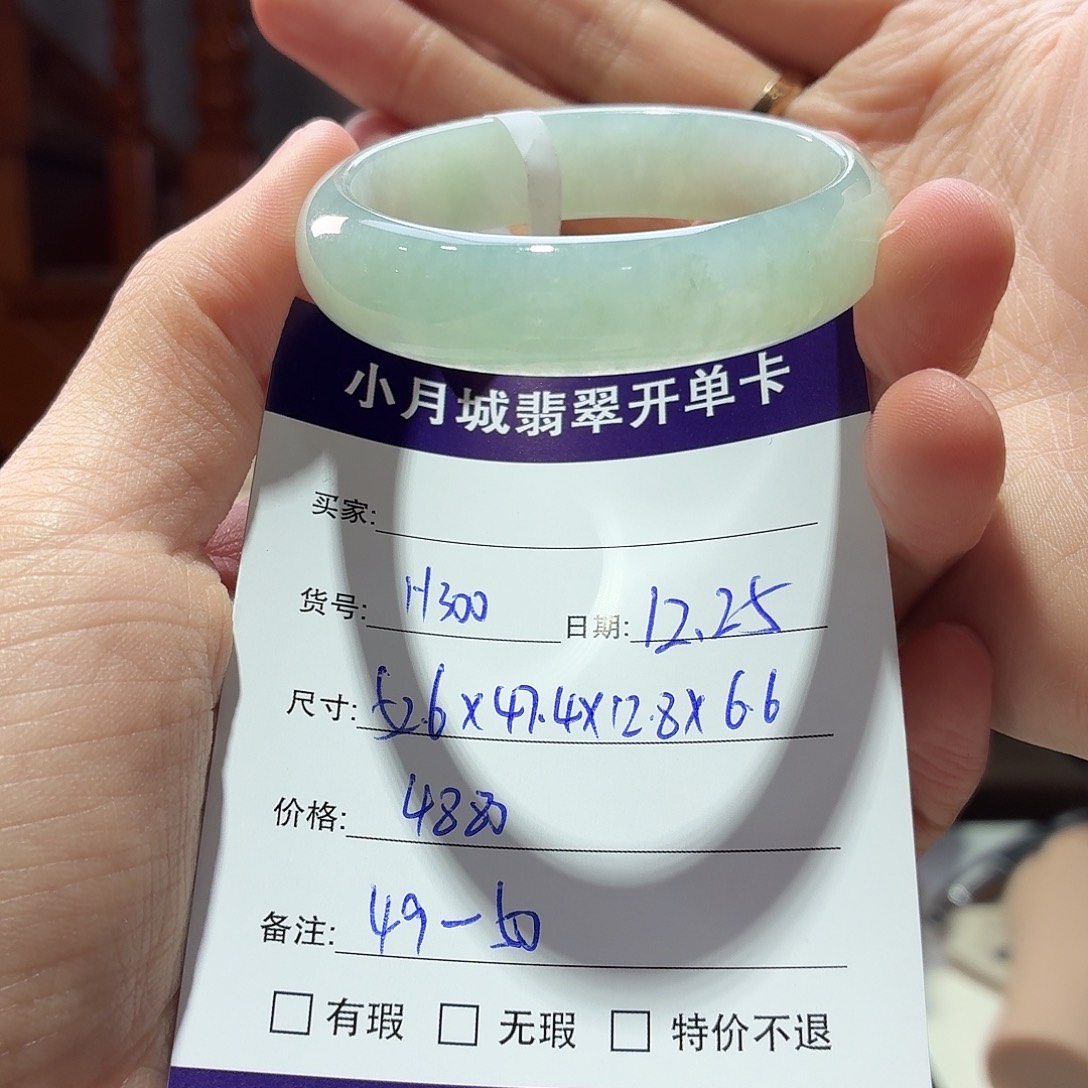 小月城翡翠开单卡
买家:
货号: H300 日期: 12.25
尺寸: 52.6x47.4x12.8x6.6
价格: 4880
备注: 49-50
□有瑕 □无瑕 □特价不退